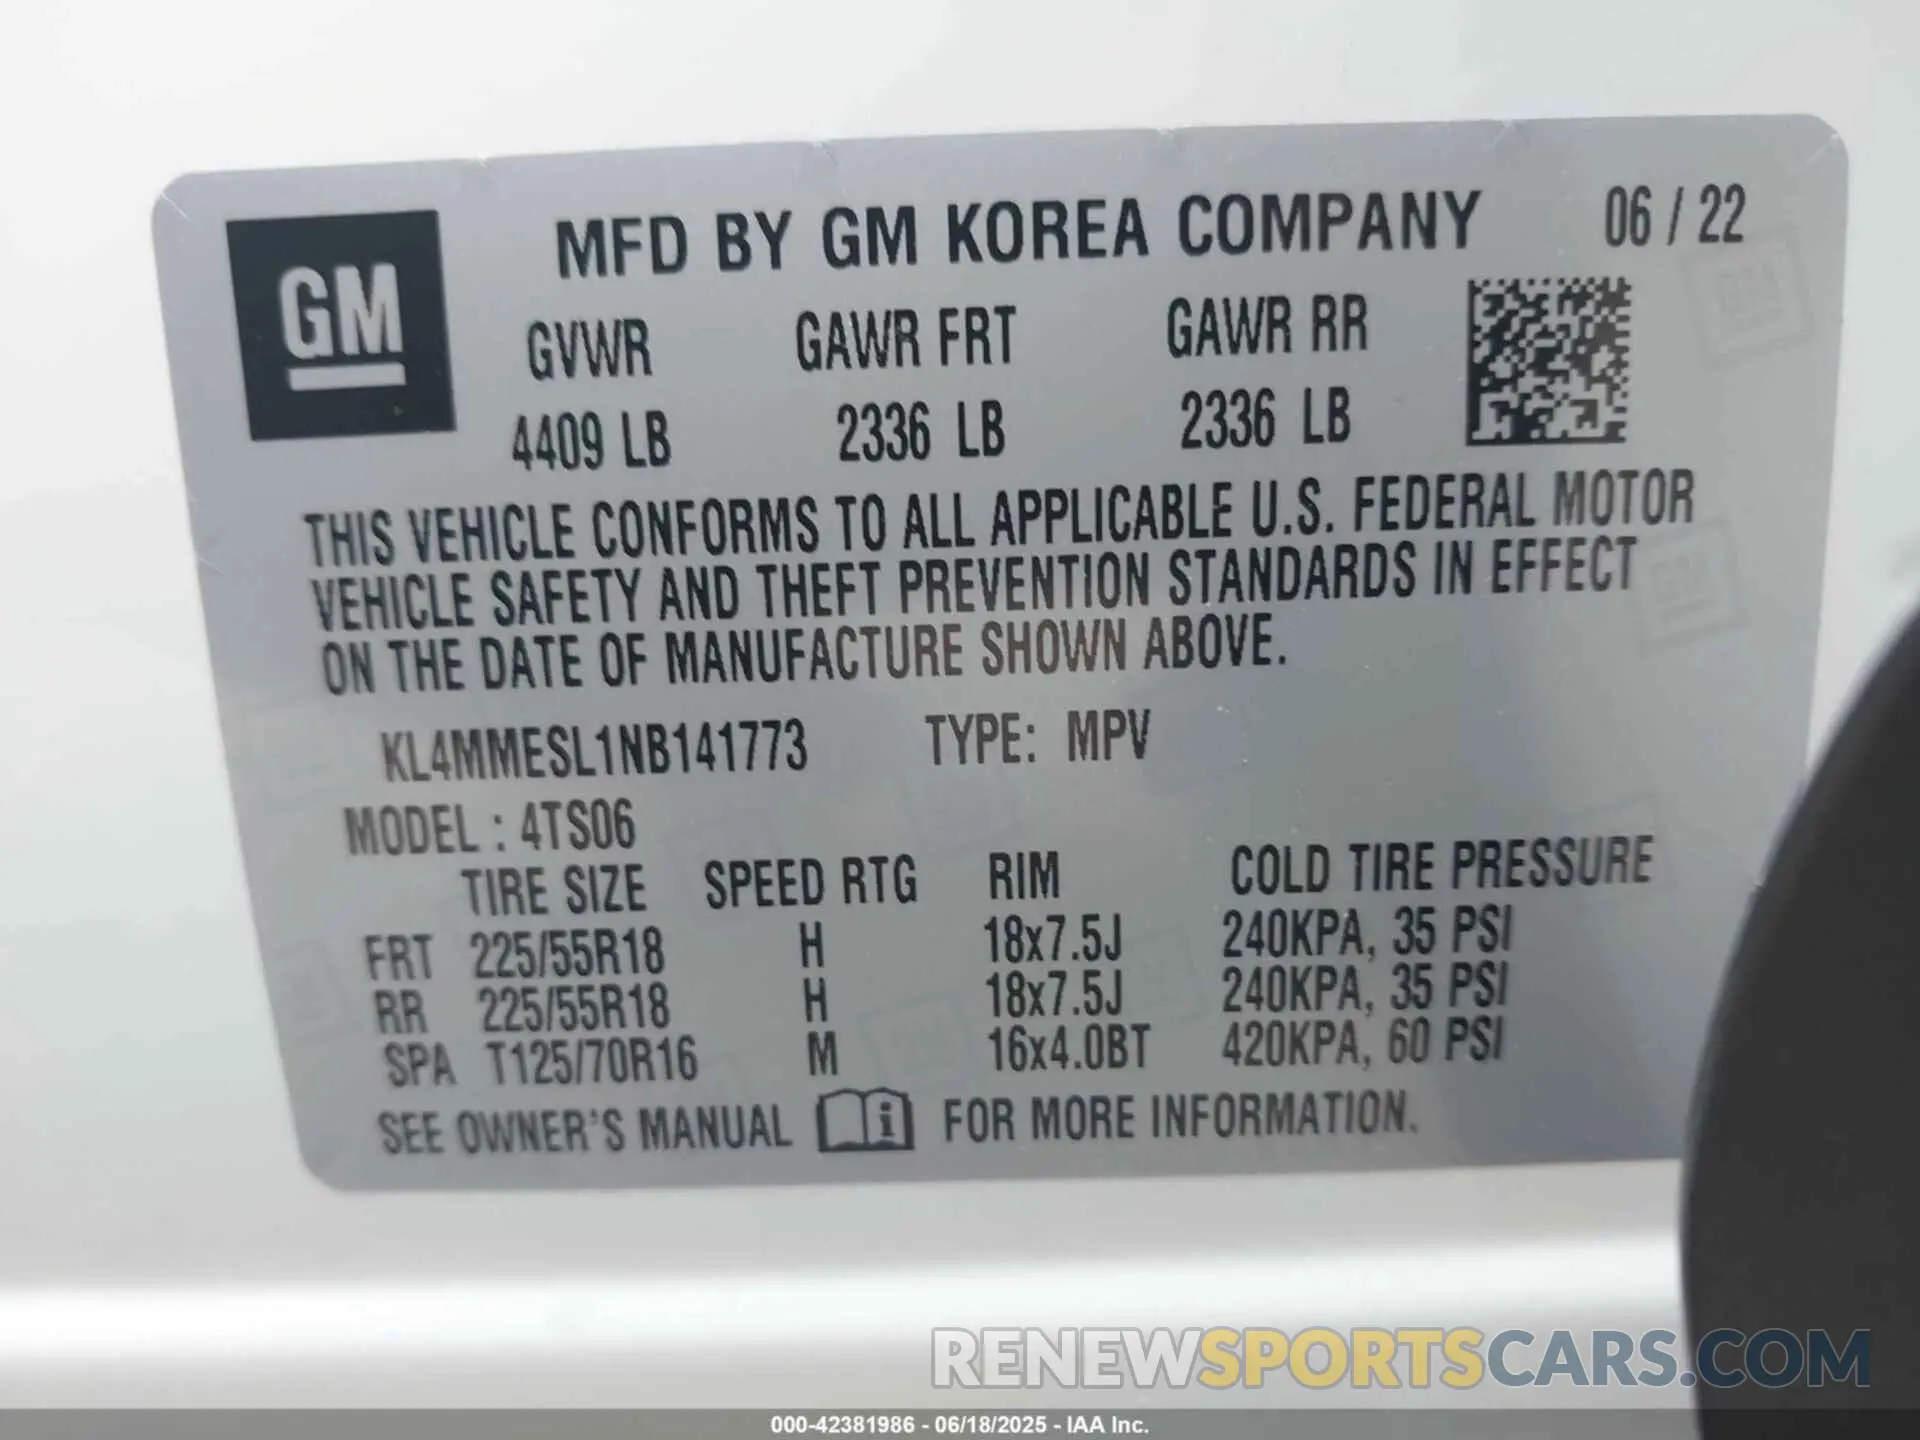 GM
MFD BY GM KOREA COMPANY 06 / 22
GVWR GAWR FRT GAWR RR
4409 LB 2336 LB 2336 LB
THIS VEHICLE CONFORMS TO ALL APPLICABLE U.S. FEDERAL MOTOR
VEHICLE SAFETY AND THEFT PREVENTION STANDARDS IN EFFECT
ON THE DATE OF MANUFACTURE SHOWN ABOVE.
KL4MMESL1NB141773 TYPE: MPV
MODEL : 4TS06
TIRE SIZE SPEED RTG RIM COLD TIRE PRESSURE
FRT 225/55R18 H 18x7.5J 240KPA, 35 PSI
RR 225/55R18 H 18x7.5J 240KPA, 35 PSI
SPA T125/70R16 M 16x4.0BT 420KPA, 60 PSI
SEE OWNER'S MANUAL i FOR MORE INFORMATION.
RENEWSPORTSCARS.COM
000-42381986 - 06/18/2025 - IAA Inc.